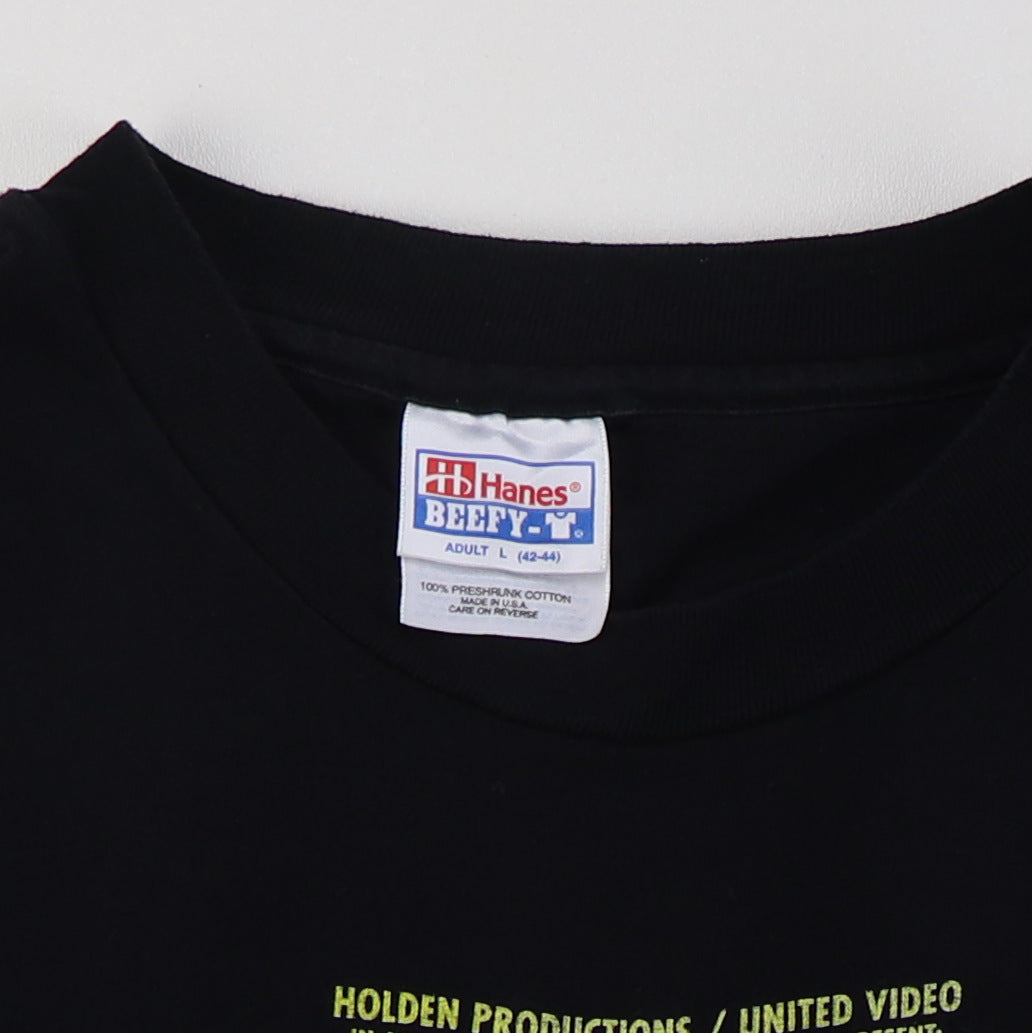 Hanes®
BEEFY-T®
ADULT L (42-44)
100% PRESHRUNK COTTON
MADE IN U.S.A.
CARE ON REVERSE
HOLDEN PRODUCTIONS / UNITED VIDEO